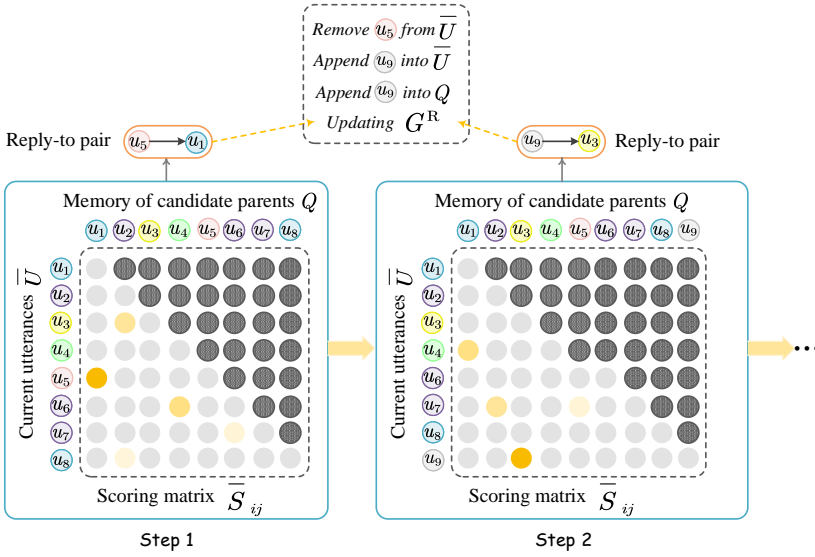 Remove u5 from U̅
Append u9 into U̅
Append u9 into Q
Updating G^R
Reply-to pair u5 u1
u9 u3 Reply-to pair
Memory of candidate parents Q
u1 u2 u3 u4 u5 u6 u7 u8
Current utterances U̅
u1
u2
u3
u4
u5
u6
u7
u8
Scoring matrix S̅ij
Step 1
Memory of candidate parents Q
u1 u2 u3 u4 u5 u6 u7 u8 u9
Current utterances U̅
u1
u2
u3
u4
u6
u7
u8
u9
Scoring matrix S̅ij
Step 2
...